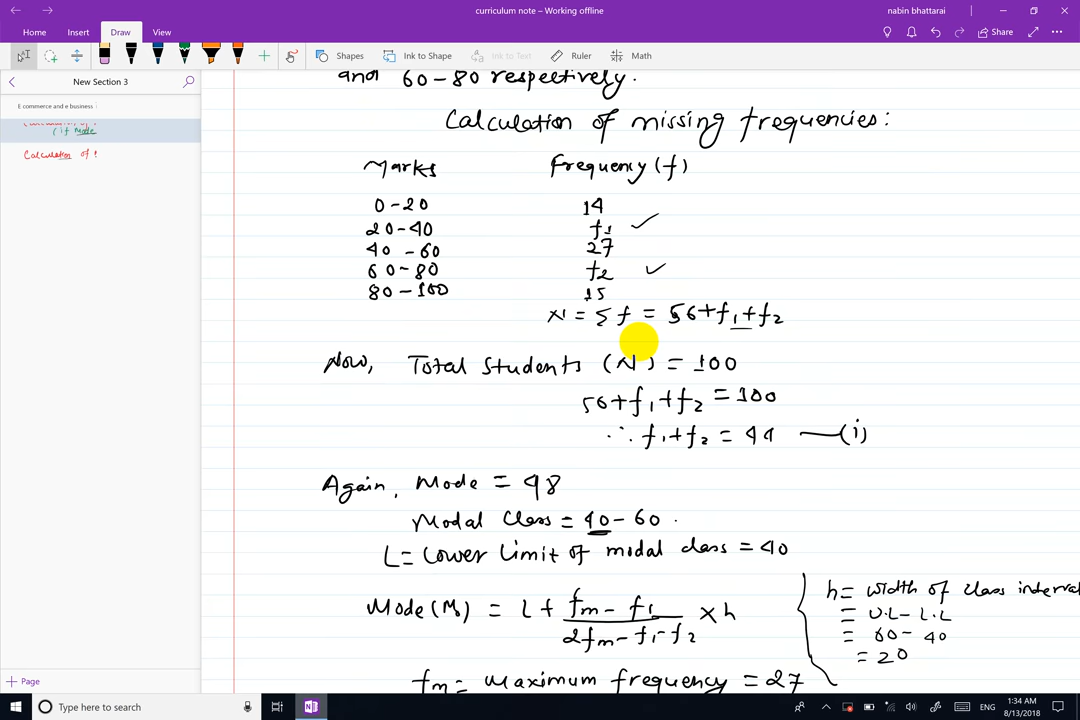 curriculum note – Working offline
nabin bhattarai
Home Insert Draw View
Share
Shapes Ink to Shape Ink to Text Ruler Math
New Section 3
E commerce and e business :
(i) f mode
Calculation of !
Page
and 60-80 respectively.
Calculation of missing frequencies:
Marks Frequency (f)
0-20 14
20-40 f1 ✓
40-60 27
60-80 f2 ✓
80-100 15
N = Σf = 56+f1+f2
Now, Total Students (N) = 100
56+f1+f2 = 100
∴ f1+f2 = 44 —(i)
Again, Mode = 48
Modal Class = 40-60.
L = Lower Limit of modal class = 40
Mode (Mo) = L + fm - f1 / 2fm - f1 - f2 × h
h = width of class interval
= U.L - L.L
= 60 - 40
= 20
fm = maximum frequency = 27
Type here to search
ENG
1:34 AM
8/13/2018